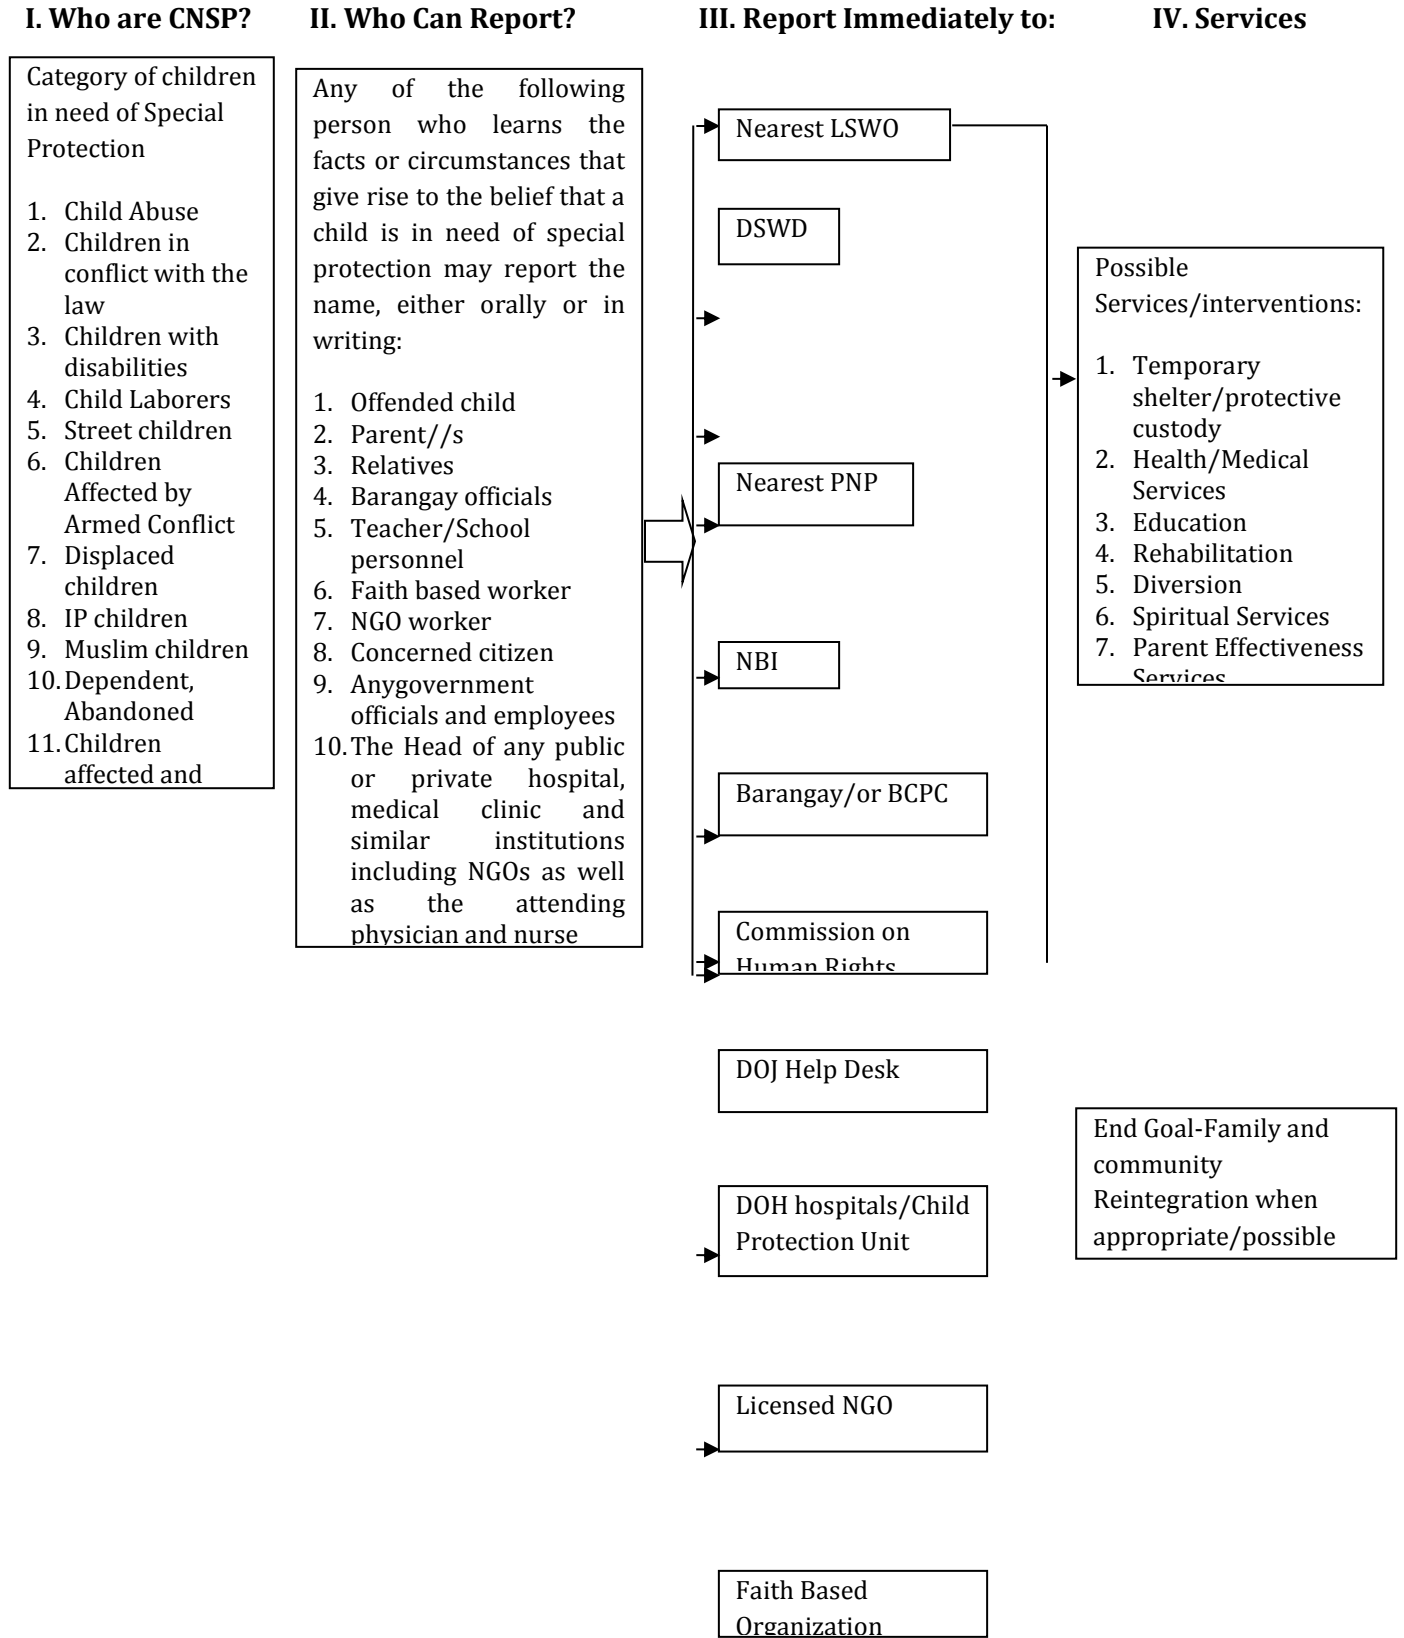 I. Who are CNSP?
II. Who Can Report?
III. Report Immediately to:
IV. Services
Category of children
in need of Special
Protection
1. Child Abuse
2. Children in
conflict with the
law
3. Children with
disabilities
4. Child Laborers
5. Street children
6. Children
Affected by
Armed Conflict
7. Displaced
children
8. IP children
9. Muslim children
10. Dependent,
Abandoned
11. Children
affected and
Any of the following
person who learns the
facts or circumstances that
give rise to the belief that a
child is in need of special
protection may report the
name, either orally or in
writing:
1. Offended child
2. Parent//s
3. Relatives
4. Barangay officials
5. Teacher/School
personnel
6. Faith based worker
7. NGO worker
8. Concerned citizen
9. Anygovernment
officials and employees
10. The Head of any public
or private hospital,
medical clinic and
similar institutions
including NGOs as well
as the attending
physician and nurse
Nearest LSWO
DSWD
Nearest PNP
NBI
Barangay/or BCPC
Commission on
Human Rights
DOJ Help Desk
DOH hospitals/Child
Protection Unit
Licensed NGO
Faith Based
Organization
Possible
Services/interventions:
1. Temporary
shelter/protective
custody
2. Health/Medical
Services
3. Education
4. Rehabilitation
5. Diversion
6. Spiritual Services
7. Parent Effectiveness
Services
End Goal-Family and
community
Reintegration when
appropriate/possible